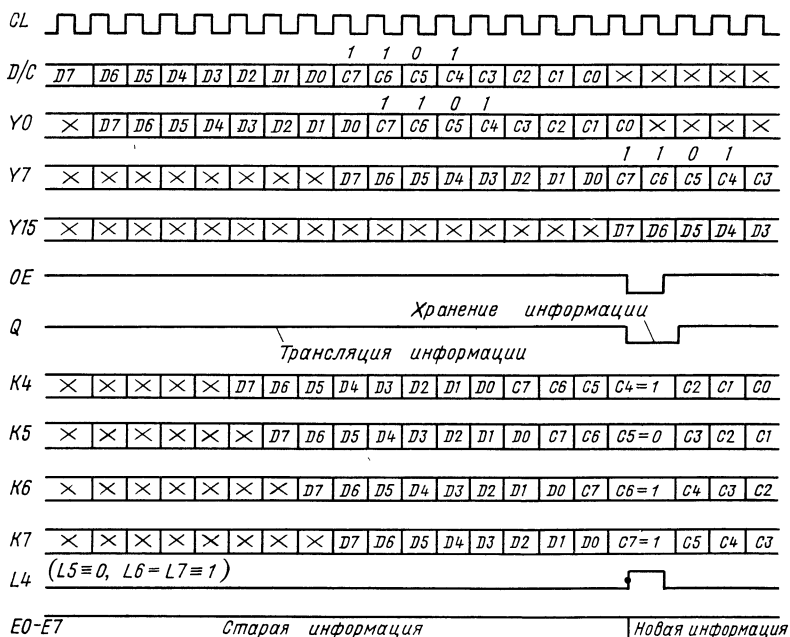 CL
1 1 0 1
D/C D7 D6 D5 D4 D3 D2 D1 D0 C7 C6 C5 C4 C3 C2 C1 C0 × × × × ×
1 1 0 1
Y0 × D7 D6 D5 D4 D3 D2 D1 D0 C7 C6 C5 C4 C3 C2 C1 C0 × × × ×
1 1 0 1
Y7 × × × × × × × × D7 D6 D5 D4 D3 D2 D1 D0 C7 C6 C5 C4 C3
Y15 × × × × × × × × × × × × × × × × D7 D6 D5 D4 D3
OE
Хранение информации
Q
Трансляция информации
K4 × × × × × D7 D6 D5 D4 D3 D2 D1 D0 C7 C6 C5 C4=1 C2 C1 C0
K5 × × × × × × D7 D6 D5 D4 D3 D2 D1 D0 C7 C6 C5=0 C3 C2 C1
K6 × × × × × × × D7 D6 D5 D4 D3 D2 D1 D0 C7 C6=1 C4 C3 C2
K7 × × × × × × × × D7 D6 D5 D4 D3 D2 D1 D0 C7=1 C5 C4 C3
(L5≡0, L6=L7≡1)
L4
E0-E7 Старая информация Новая информация